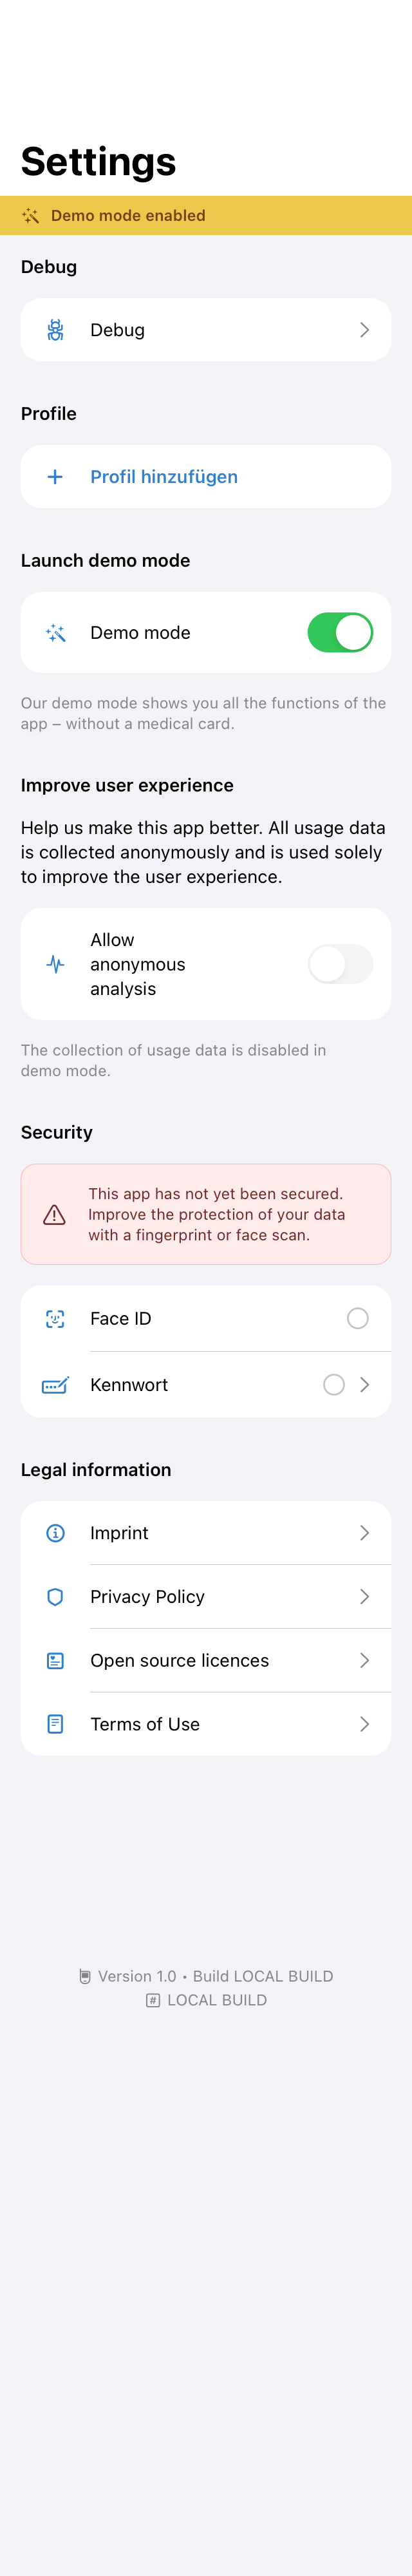 Settings
Demo mode enabled
Debug
Debug
Profile
Profil hinzufügen
Launch demo mode
Demo mode
Our demo mode shows you all the functions of the
app – without a medical card.
Improve user experience
Help us make this app better. All usage data
is collected anonymously and is used solely
to improve the user experience.
Allow
anonymous
analysis
The collection of usage data is disabled in
demo mode.
Security
This app has not yet been secured.
Improve the protection of your data
with a fingerprint or face scan.
Face ID
Kennwort
Legal information
Imprint
Privacy Policy
Open source licences
Terms of Use
Version 1.0 • Build LOCAL BUILD
# LOCAL BUILD